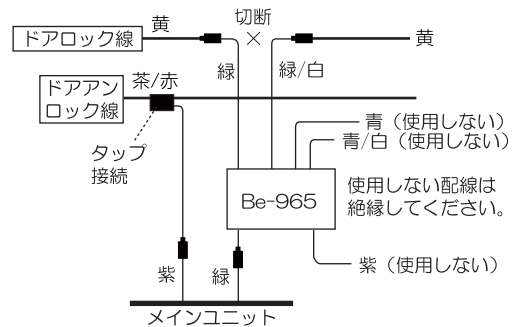 黄
切断
ドアロック線
黄
緑
緑/白
ドアアン
ロック線
茶/赤
青（使用しない）
青/白（使用しない）
タップ
接続
Be-965
使用しない配線は
絶縁してください。
紫
緑
紫（使用しない）
メインユニット